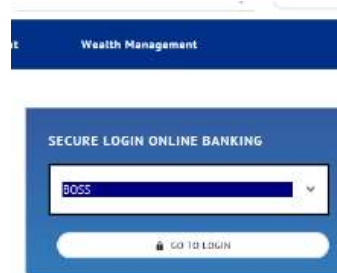 Wealth Management
SECURE LOGIN ONLINE BANKING
BOSS
GO TO LOGIN